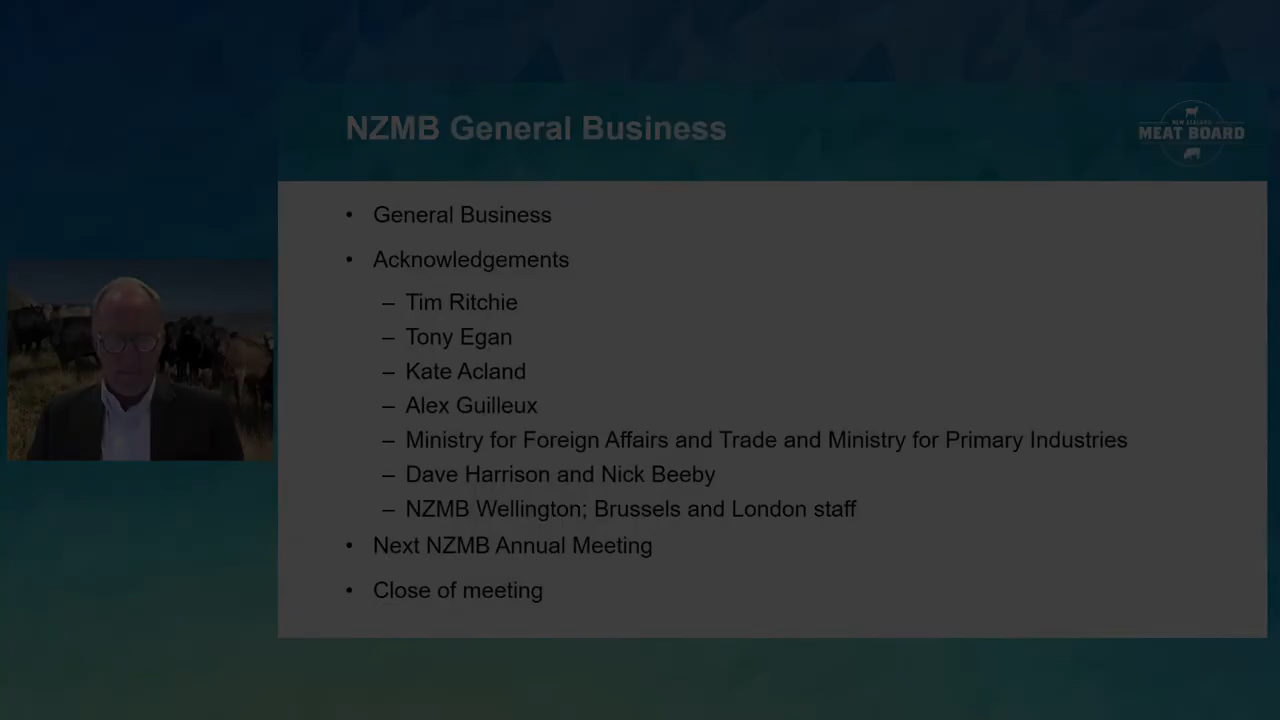 NZMB General Business
NEW ZEALAND
MEAT BOARD
• General Business
• Acknowledgements
– Tim Ritchie
– Tony Egan
– Kate Acland
– Alex Guilleux
– Ministry for Foreign Affairs and Trade and Ministry for Primary Industries
– Dave Harrison and Nick Beeby
– NZMB Wellington; Brussels and London staff
• Next NZMB Annual Meeting
• Close of meeting